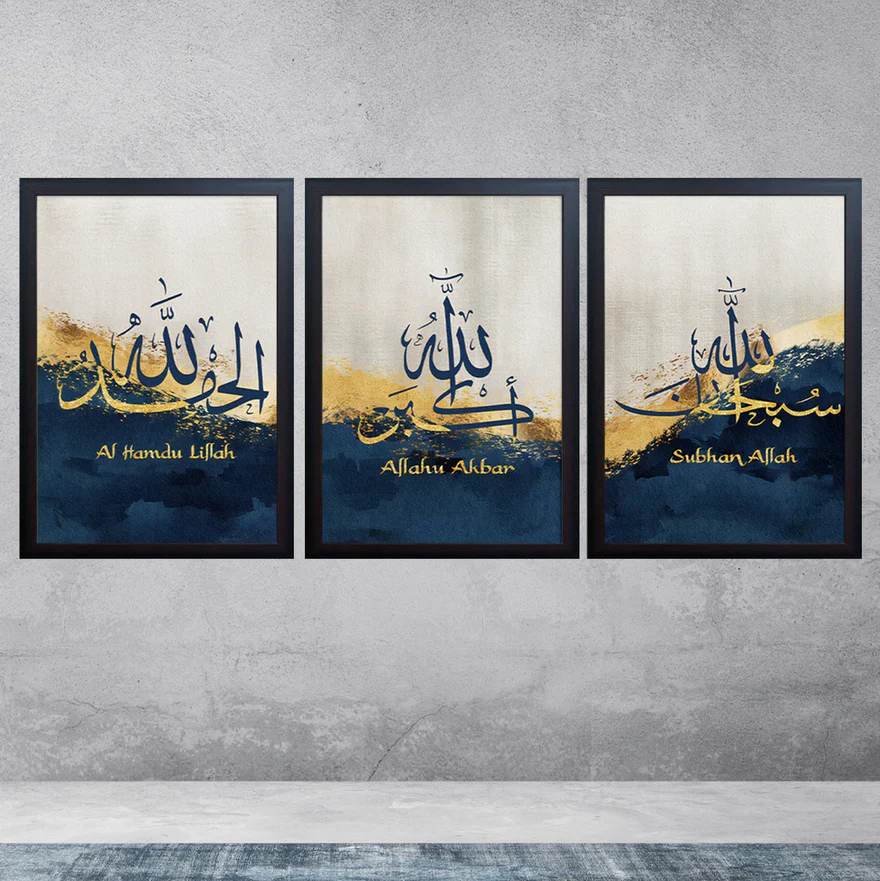 الحمد لله
Al Hamdu Lillah
الله أكبر
Allahu Akbar
سبحان الله
Subhan Allah